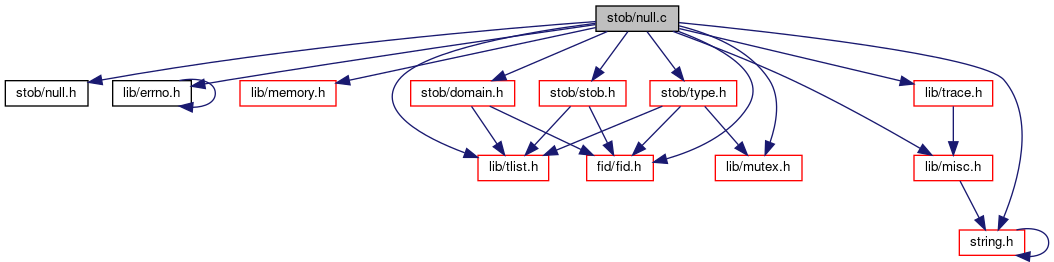 stob/null.c
stob/null.h
lib/errno.h
lib/memory.h
stob/domain.h
stob/stob.h
stob/type.h
lib/trace.h
lib/tlist.h
fid/fid.h
lib/mutex.h
lib/misc.h
string.h